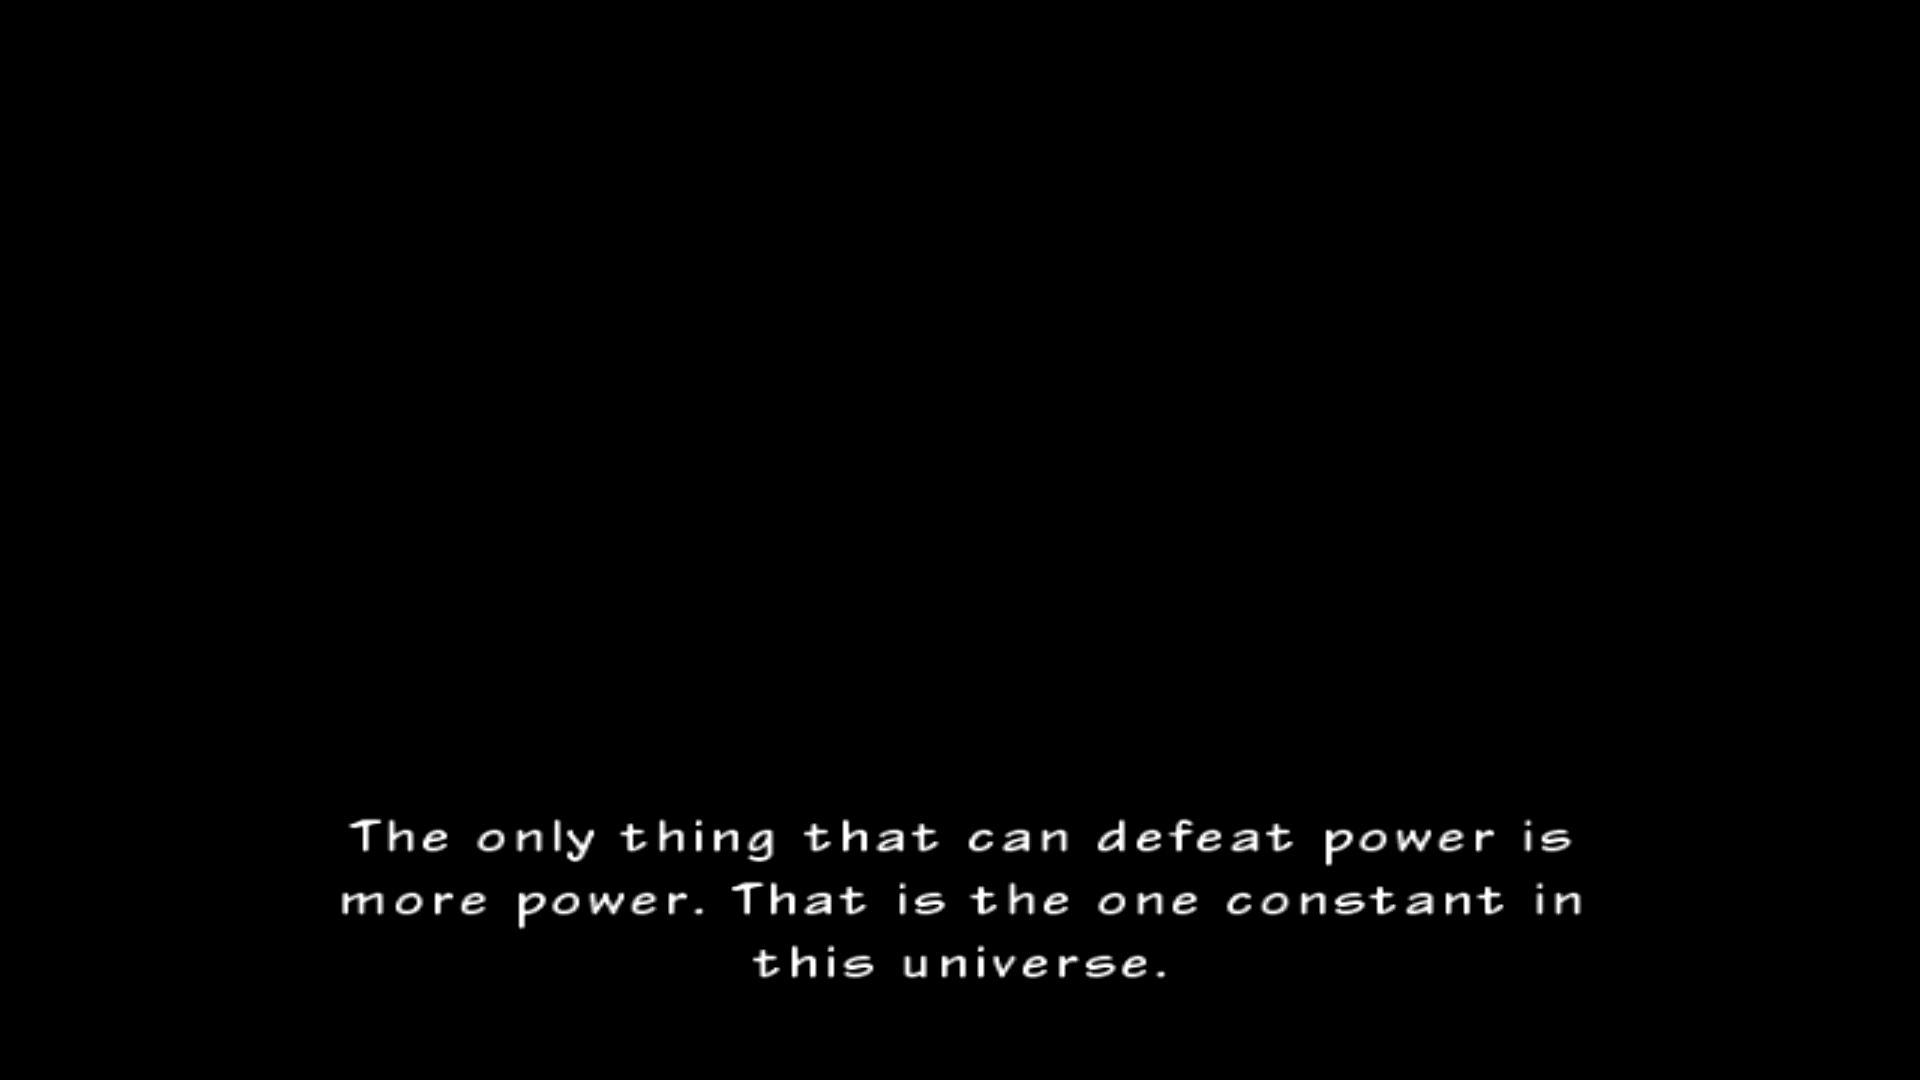 The only thing that can defeat power is
more power. That is the one constant in
this universe.